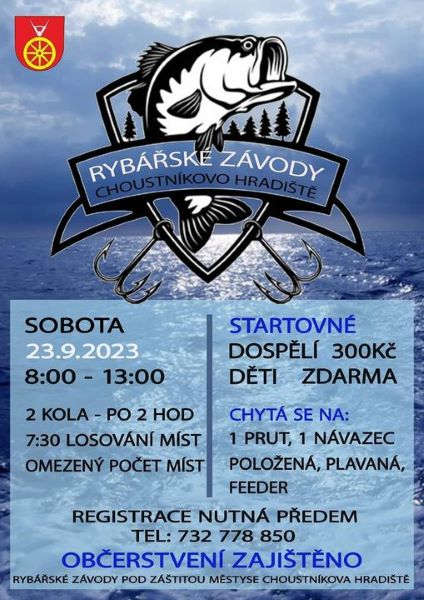 RYBÁŘSKÉ ZÁVODY
CHOUSTNÍKOVO HRADIŠTĚ
SOBOTA
23.9.2023
8:00 - 13:00
2 KOLA - PO 2 HOD
7:30 LOSOVÁNÍ MÍST
OMEZENÝ POČET MÍST
STARTOVNÉ
DOSPĚLÍ 300Kč
DĚTI ZDARMA
CHYTÁ SE NA:
1 PRUT, 1 NÁVAZEC
POLOŽENÁ, PLAVANÁ,
FEEDER
REGISTRACE NUTNÁ PŘEDEM
TEL: 732 778 850
OBČERSTVENÍ ZAJIŠTĚNO
RYBÁŘSKÉ ZÁVODY POD ZÁŠTITOU MĚSTYSE CHOUSTNÍKOVA HRADIŠTĚ